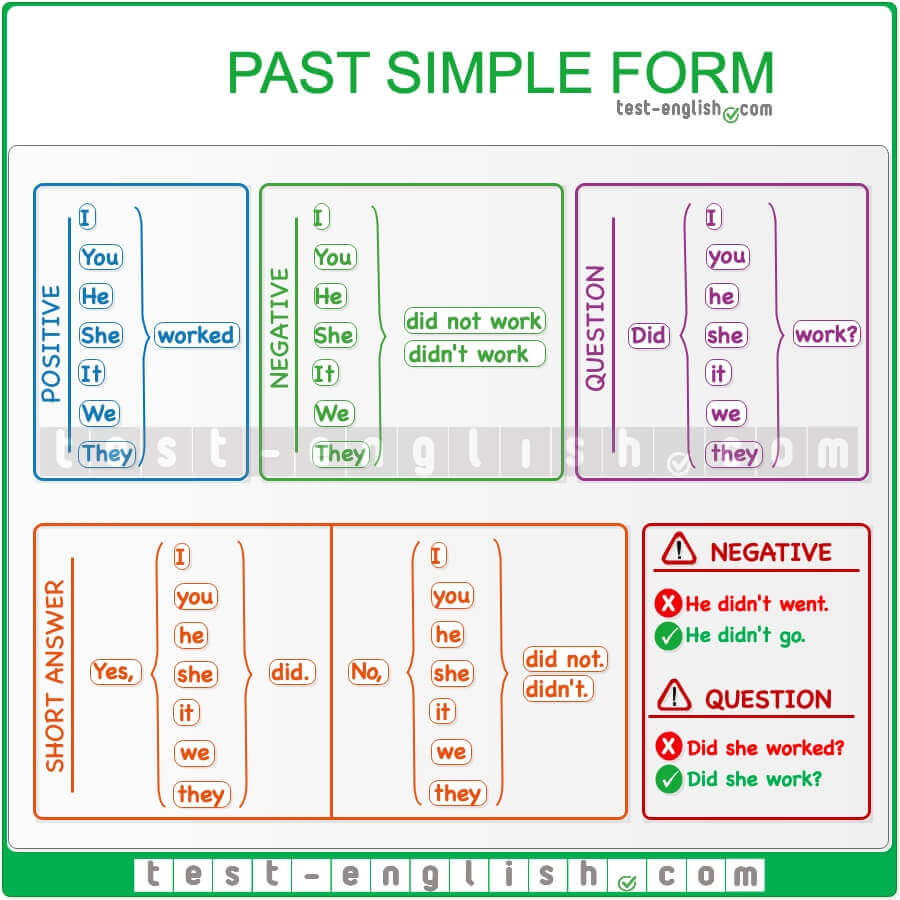 PAST SIMPLE FORM
test-english.com
POSITIVE
I
You
He
She
It
We
They
worked
NEGATIVE
I
You
He
She
It
We
They
did not work
didn't work
QUESTION
Did
I
you
he
she
it
we
they
work?
test-english.com
SHORT ANSWER
Yes,
I
you
he
she
it
we
they
did.
No,
I
you
he
she
it
we
they
did not.
didn't.
NEGATIVE
He didn't went.
He didn't go.
QUESTION
Did she worked?
Did she work?
test-english.com